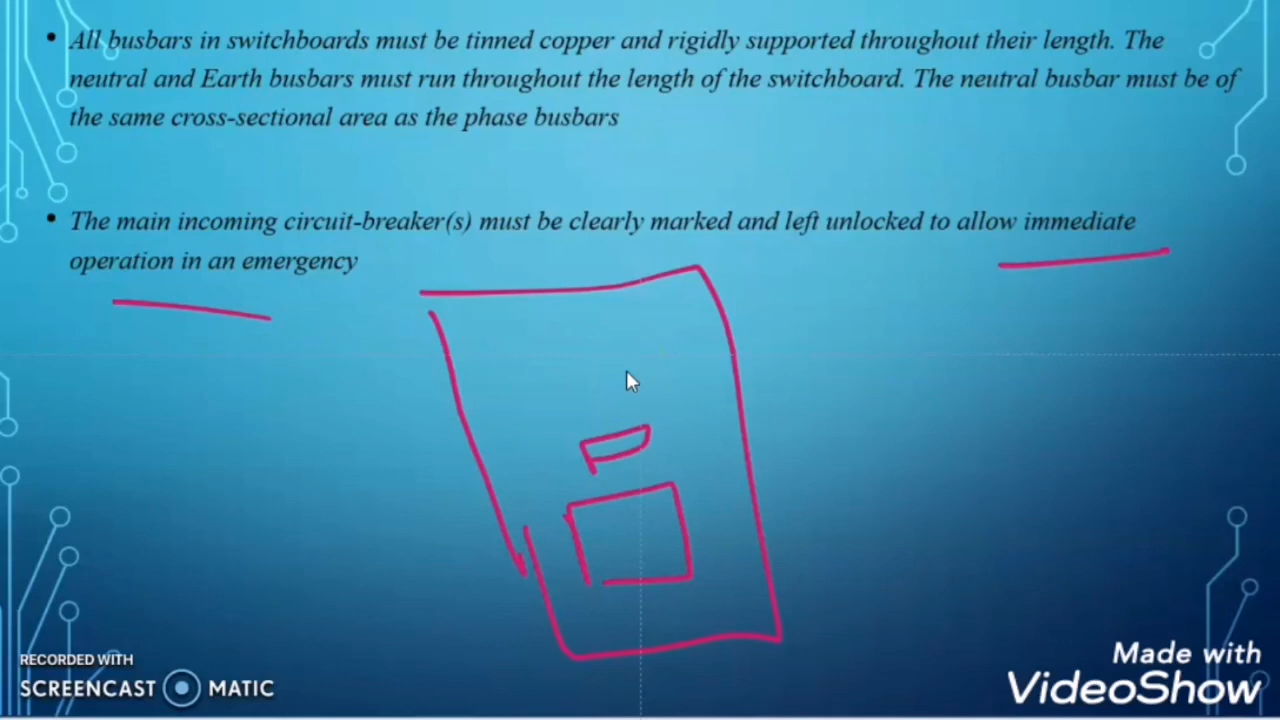 • All busbars in switchboards must be tinned copper and rigidly supported throughout their length. The
neutral and Earth busbars must run throughout the length of the switchboard. The neutral busbar must be of
the same cross-sectional area as the phase busbars
• The main incoming circuit-breaker(s) must be clearly marked and left unlocked to allow immediate
operation in an emergency
RECORDED WITH
SCREENCAST MATIC
Made with
VideoShow